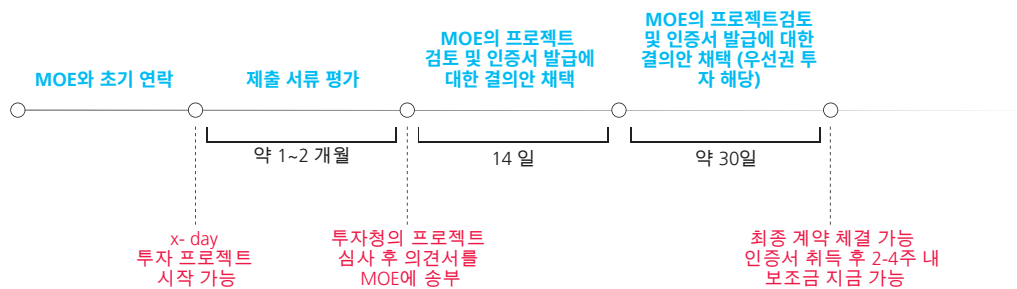 MOE와 초기 연락
제출 서류 평가
MOE의 프로젝트
검토 및 인증서 발급에
대한 결의안 채택
MOE의 프로젝트검토
및 인증서 발급에 대한
결의안 채택 (우선권 투
자 해당)
약 1~2 개월
14 일
약 30일
x- day
투자 프로젝트
시작 가능
투자청의 프로젝트
심사 후 의견서를
MOE에 송부
최종 계약 체결 가능
인증서 취득 후 2-4주 내
보조금 지금 가능